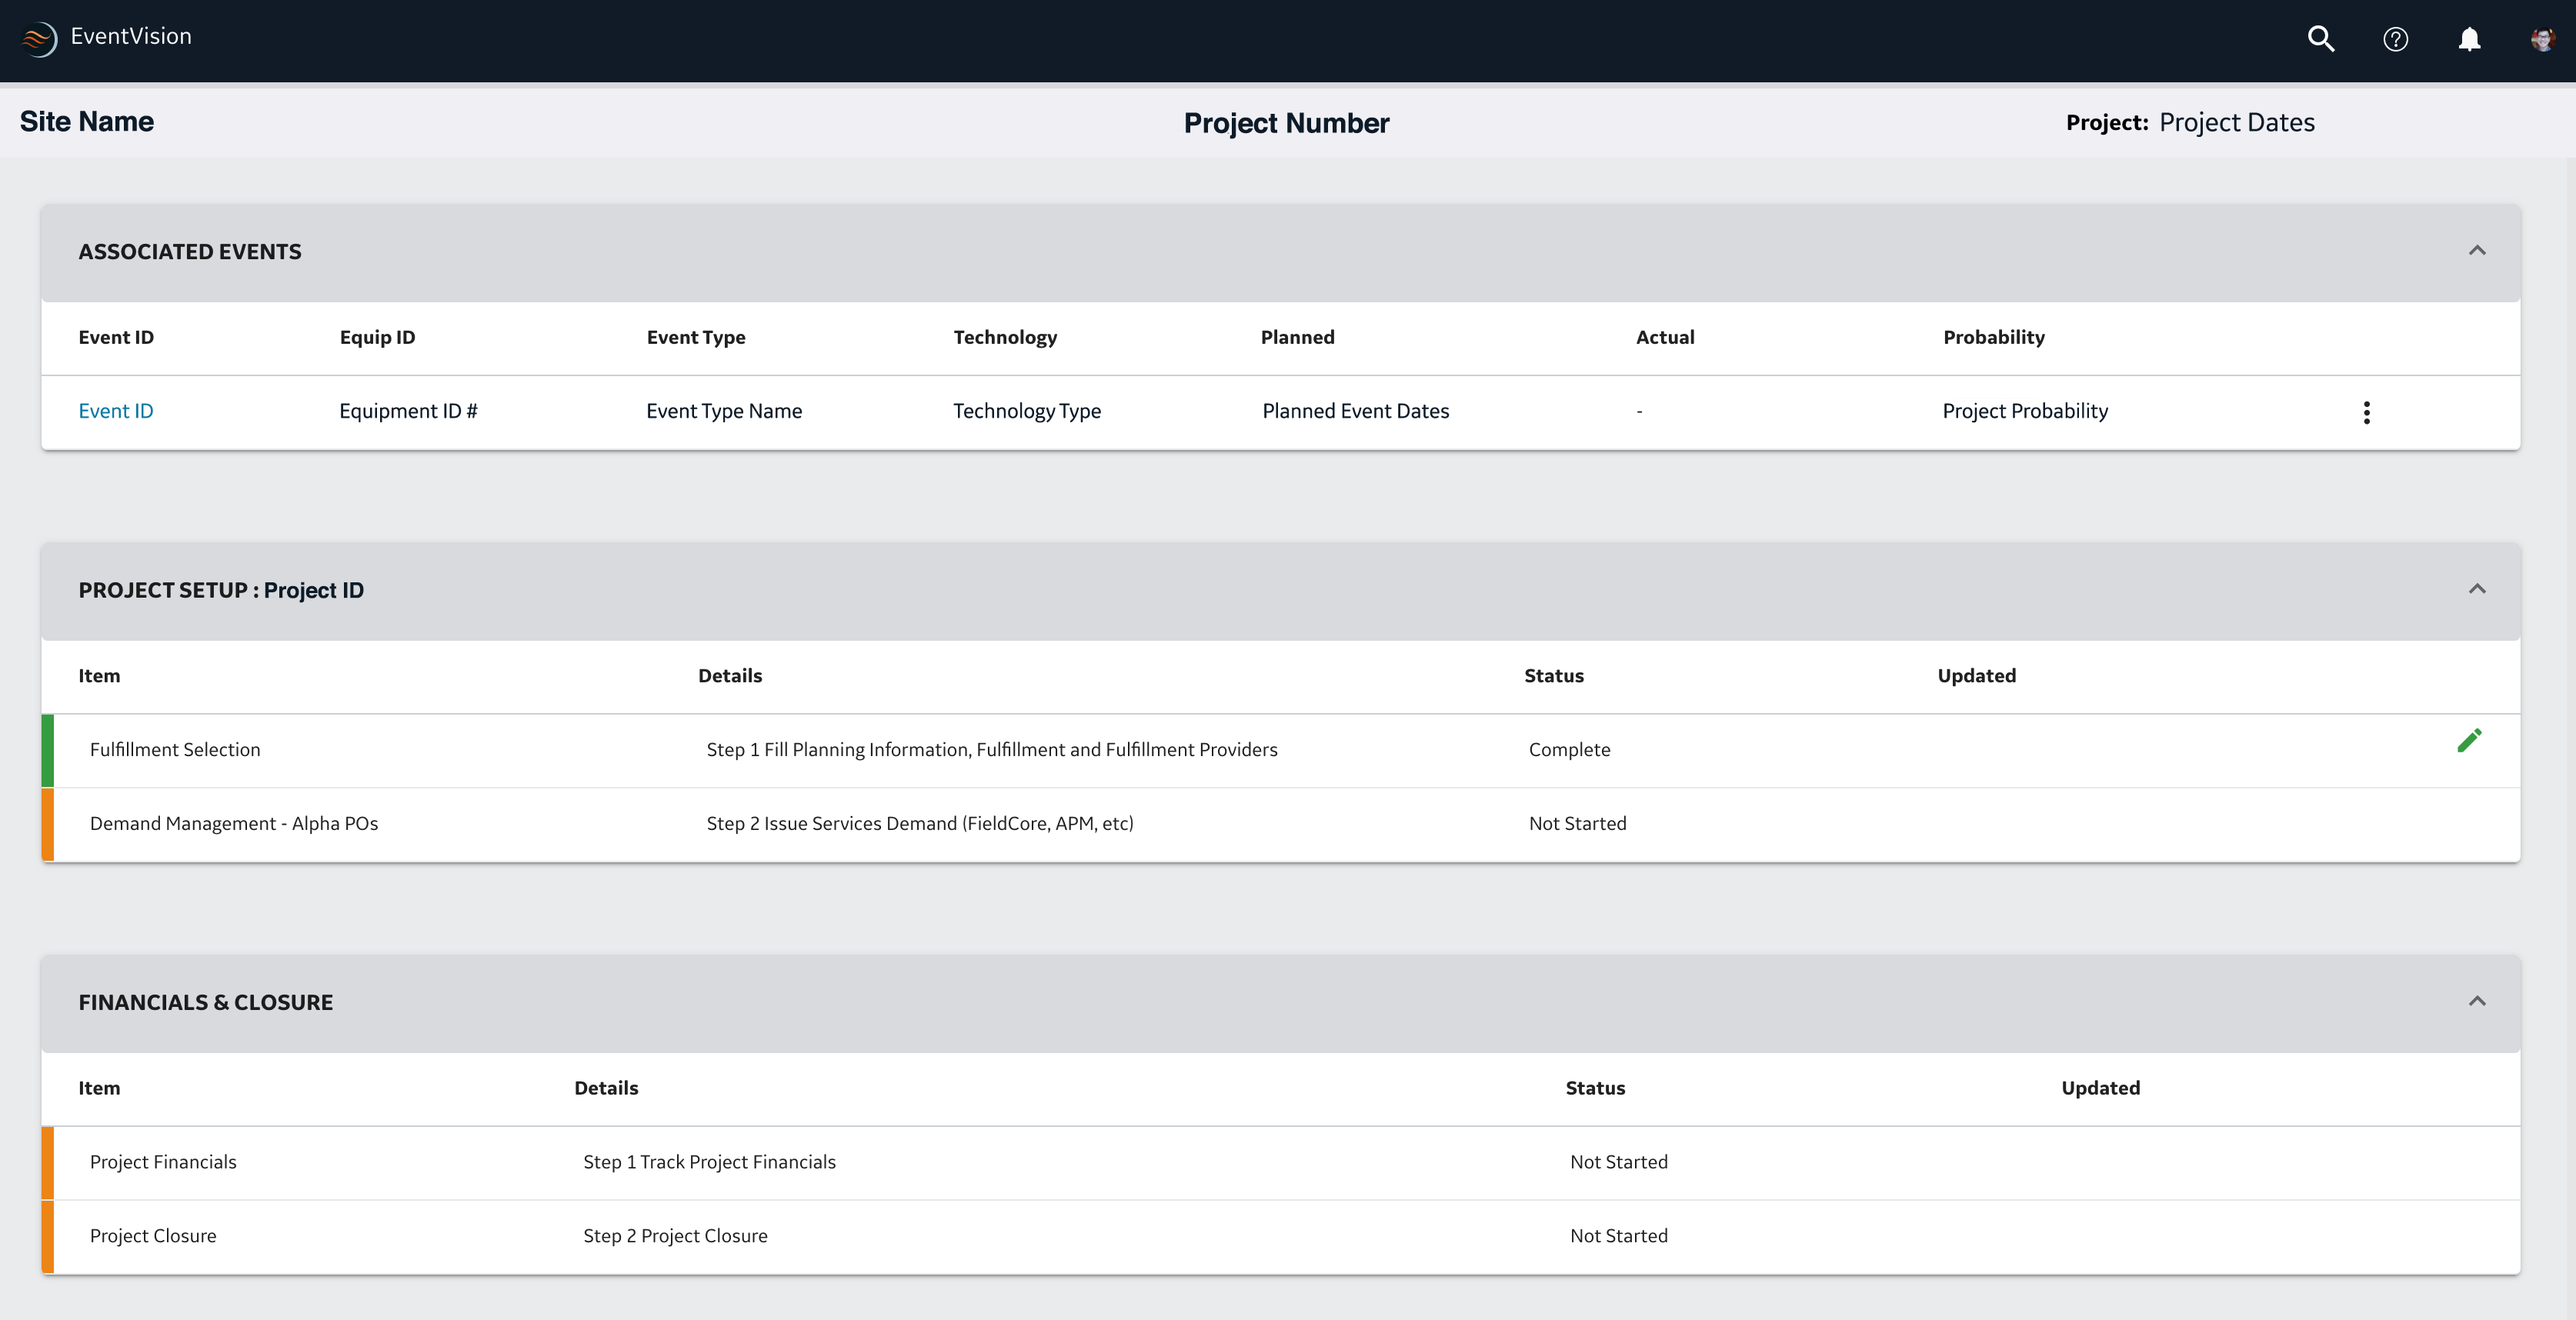 EventVision
Site Name
Project Number
Project: Project Dates
ASSOCIATED EVENTS
Event ID Equip ID Event Type Technology Planned Actual Probability
Event ID Equipment ID # Event Type Name Technology Type Planned Event Dates - Project Probability
PROJECT SETUP : Project ID
Item Details Status Updated
Fulfillment Selection Step 1 Fill Planning Information, Fulfillment and Fulfillment Providers Complete
Demand Management - Alpha POs Step 2 Issue Services Demand (FieldCore, APM, etc) Not Started
FINANCIALS & CLOSURE
Item Details Status Updated
Project Financials Step 1 Track Project Financials Not Started
Project Closure Step 2 Project Closure Not Started